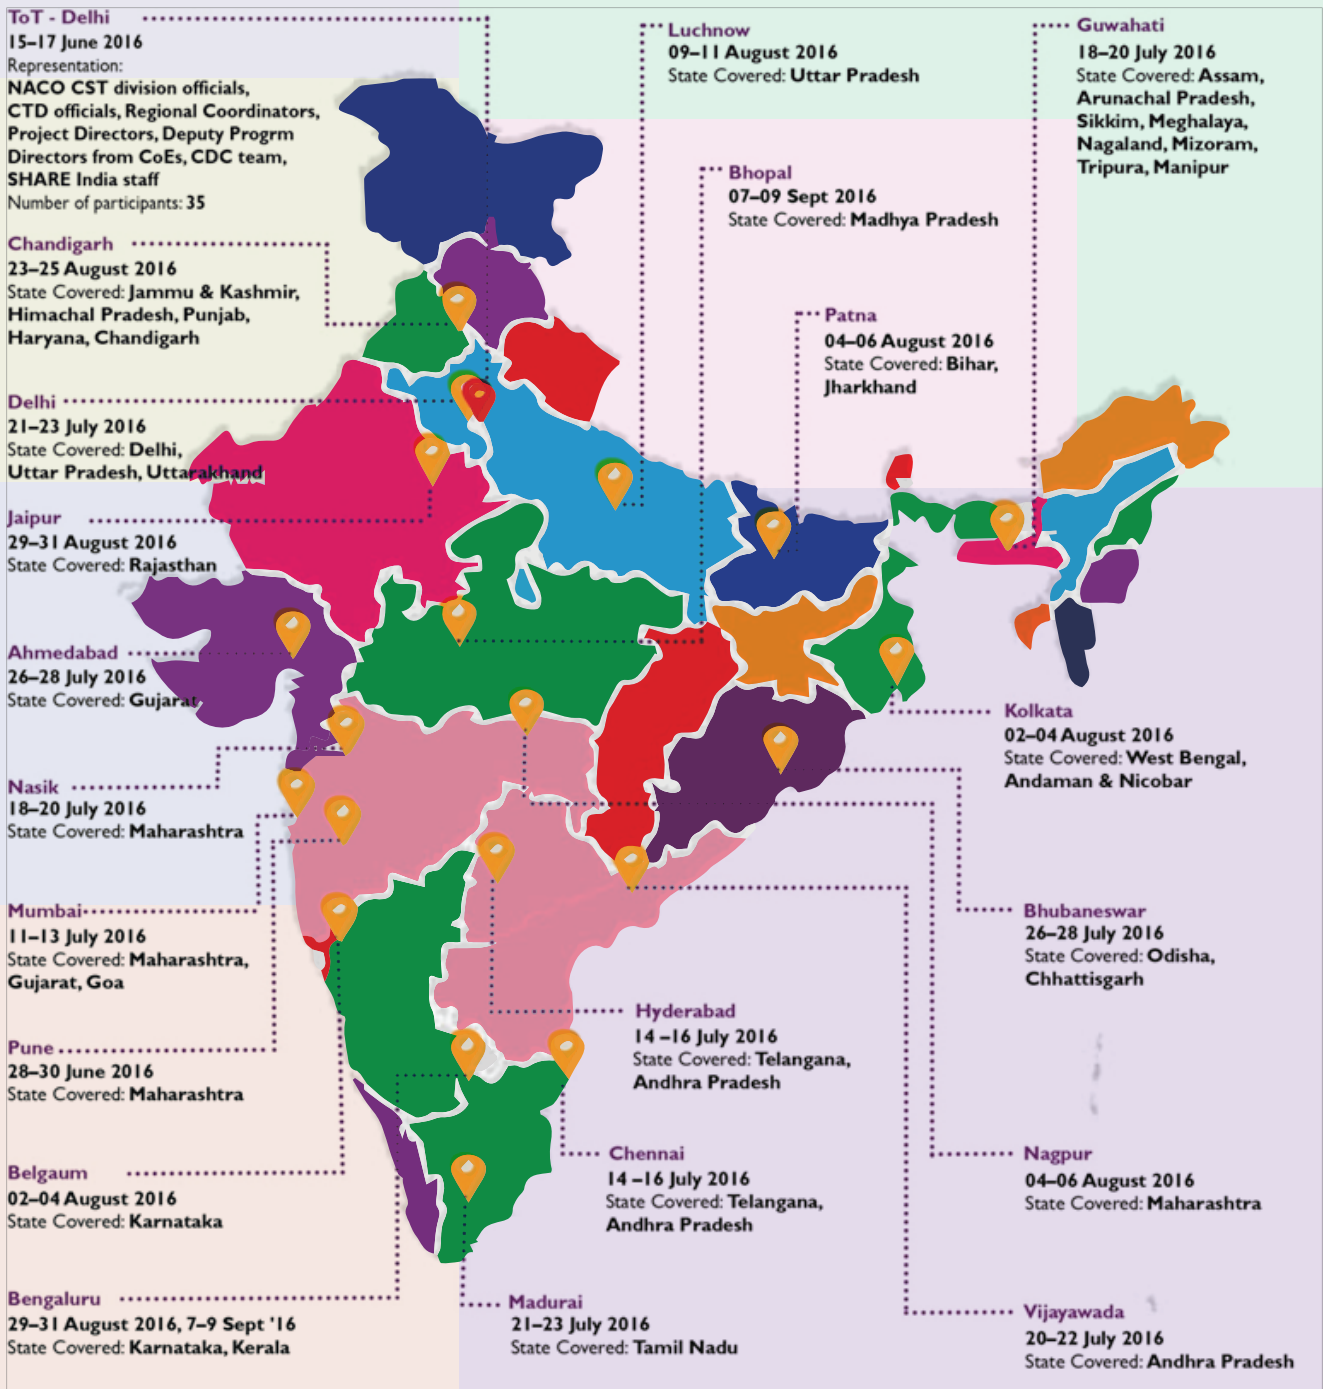 ToT - Delhi
15–17 June 2016
Representation:
NACO CST division officials,
CTD officials, Regional Coordinators,
Project Directors, Deputy Progrm
Directors from CoEs, CDC team,
SHARE India staff
Number of participants: 35
Chandigarh
23–25 August 2016
State Covered: Jammu & Kashmir,
Himachal Pradesh, Punjab,
Haryana, Chandigarh
Delhi
21–23 July 2016
State Covered: Delhi,
Uttar Pradesh, Uttarakhand
Jaipur
29–31 August 2016
State Covered: Rajasthan
Ahmedabad
26–28 July 2016
State Covered: Gujarat
Nasik
18–20 July 2016
State Covered: Maharashtra
Mumbai
11–13 July 2016
State Covered: Maharashtra,
Gujarat, Goa
Pune
28–30 June 2016
State Covered: Maharashtra
Belgaum
02–04 August 2016
State Covered: Karnataka
Bengaluru
29–31 August 2016, 7–9 Sept '16
State Covered: Karnataka, Kerala
Luchnow
09–11 August 2016
State Covered: Uttar Pradesh
Bhopal
07–09 Sept 2016
State Covered: Madhya Pradesh
Patna
04–06 August 2016
State Covered: Bihar,
Jharkhand
Guwahati
18–20 July 2016
State Covered: Assam,
Arunachal Pradesh,
Sikkim, Meghalaya,
Nagaland, Mizoram,
Tripura, Manipur
Kolkata
02–04 August 2016
State Covered: West Bengal,
Andaman & Nicobar
Bhubaneswar
26–28 July 2016
State Covered: Odisha,
Chhattisgarh
Hyderabad
14 –16 July 2016
State Covered: Telangana,
Andhra Pradesh
Chennai
14 –16 July 2016
State Covered: Telangana,
Andhra Pradesh
Nagpur
04–06 August 2016
State Covered: Maharashtra
Madurai
21–23 July 2016
State Covered: Tamil Nadu
Vijayawada
20–22 July 2016
State Covered: Andhra Pradesh